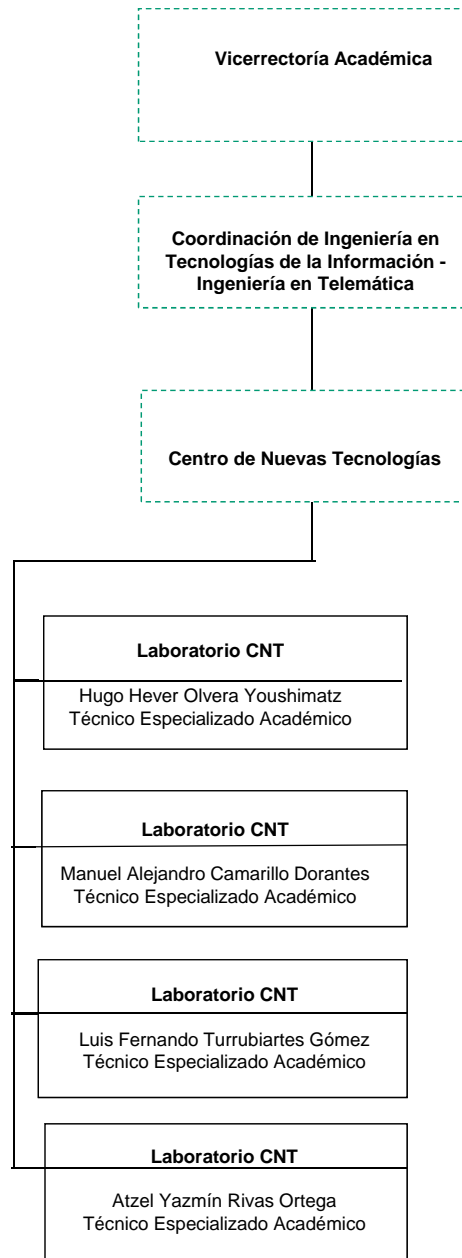 Vicerrectoría Académica
Coordinación de Ingeniería en
Tecnologías de la Información -
Ingeniería en Telemática
Centro de Nuevas Tecnologías
Laboratorio CNT
Hugo Hever Olvera Youshimatz
Técnico Especializado Académico
Laboratorio CNT
Manuel Alejandro Camarillo Dorantes
Técnico Especializado Académico
Laboratorio CNT
Luis Fernando Turrubiartes Gómez
Técnico Especializado Académico
Laboratorio CNT
Atzel Yazmín Rivas Ortega
Técnico Especializado Académico